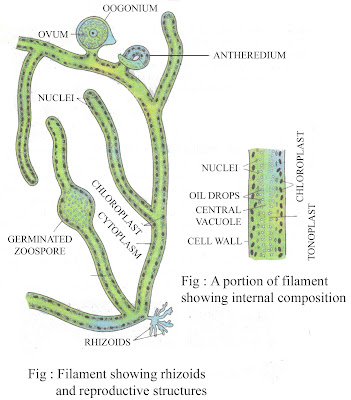 OOGONIUM
OVUM
ANTHEREDIUM
NUCLEI
CHLOROPLAST
CYTOPLASM
GERMINATED
ZOOSPORE
RHIZOIDS
Fig : Filament showing rhizoids
and reproductive structures
NUCLEI
OIL DROPS
CENTRAL
VACUOLE
CELL WALL
CHLOROPLAST
TONOPLAST
Fig : A portion of filament
showing internal composition